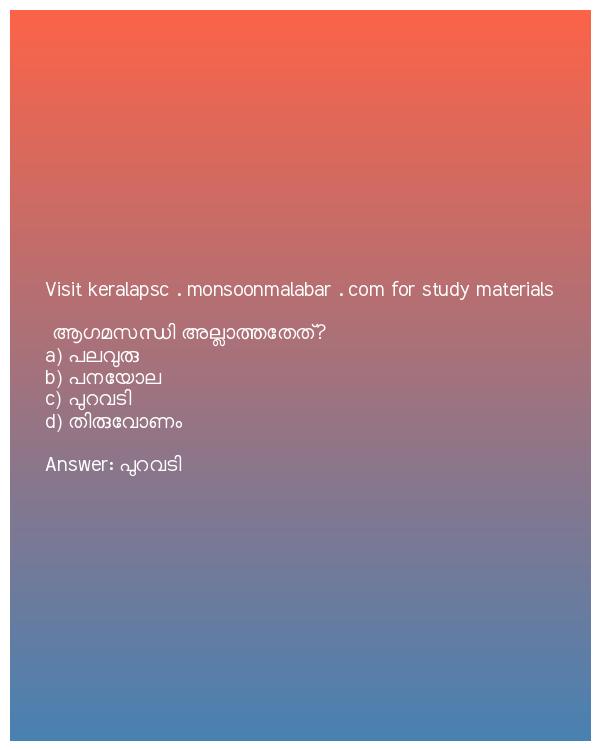 Visit keralapsc . monsoonmalabar . com for study materials
ആഗമസന്ധി അല്ലാത്തതേത്?
a) പലവുരു
b) പനയോല
c) പുറവടി
d) തിരുവോണം
Answer: പുറവടി